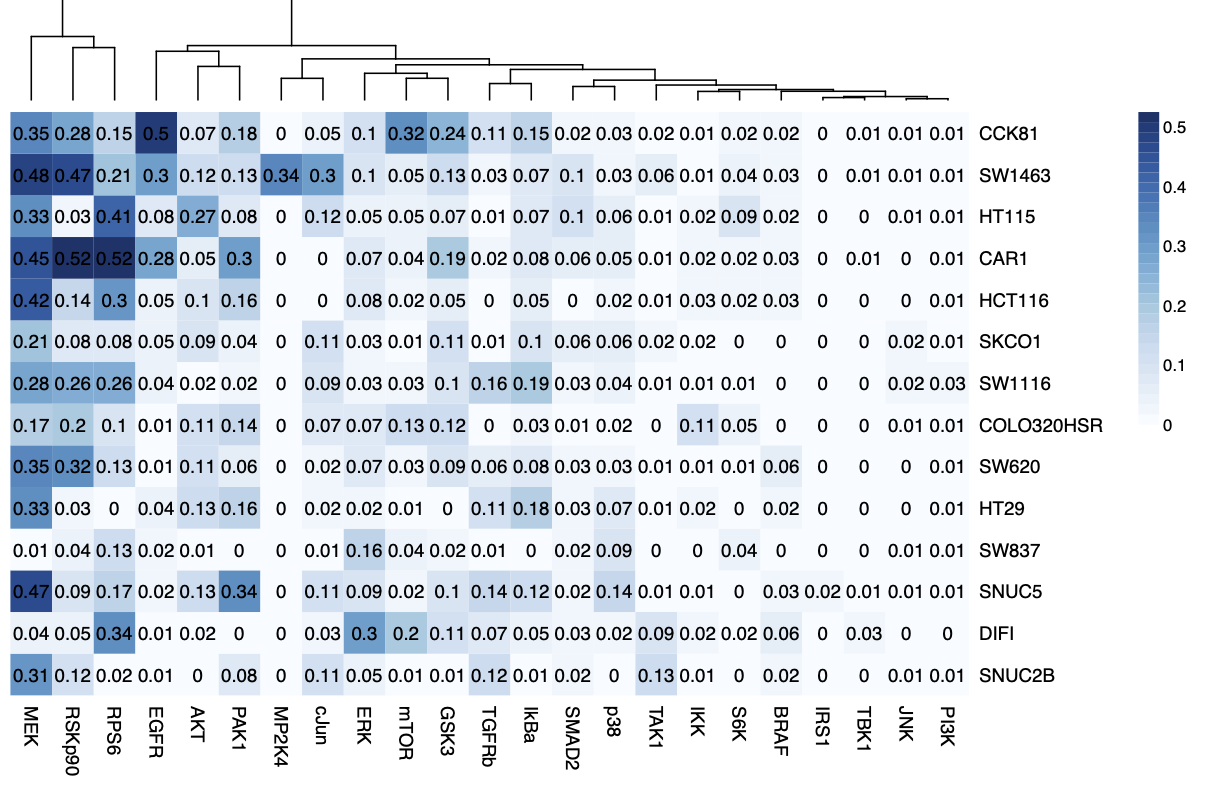 0.35 0.28 0.15 0.5 0.07 0.18 0 0.05 0.1 0.32 0.24 0.11 0.15 0.02 0.03 0.02 0.01 0.02 0.02 0 0.01 0.01 0.01 CCK81
0.48 0.47 0.21 0.3 0.12 0.13 0.34 0.3 0.1 0.05 0.13 0.03 0.07 0.1 0.03 0.06 0.01 0.04 0.03 0 0.01 0.01 0.01 SW1463
0.33 0.03 0.41 0.08 0.27 0.08 0 0.12 0.05 0.05 0.07 0.01 0.07 0.1 0.06 0.01 0.02 0.09 0.02 0 0 0.01 0.01 HT115
0.45 0.52 0.52 0.28 0.05 0.3 0 0 0.07 0.04 0.19 0.02 0.08 0.06 0.05 0.01 0.02 0.02 0.03 0 0.01 0 0.01 CAR1
0.42 0.14 0.3 0.05 0.1 0.16 0 0 0.08 0.02 0.05 0 0.05 0 0.02 0.01 0.03 0.02 0.03 0 0 0 0.01 HCT116
0.21 0.08 0.08 0.05 0.09 0.04 0 0.11 0.03 0.01 0.11 0.01 0.1 0.06 0.06 0.02 0.02 0 0 0 0 0.02 0.01 SKCO1
0.28 0.26 0.26 0.04 0.02 0.02 0 0.09 0.03 0.03 0.1 0.16 0.19 0.03 0.04 0.01 0.01 0.01 0 0 0 0.02 0.03 SW1116
0.17 0.2 0.1 0.01 0.11 0.14 0 0.07 0.07 0.13 0.12 0 0.03 0.01 0.02 0 0.11 0.05 0 0 0 0.01 0.01 COLO320HSR
0.35 0.32 0.13 0.01 0.11 0.06 0 0.02 0.07 0.03 0.09 0.06 0.08 0.03 0.03 0.01 0.01 0.01 0.06 0 0 0 0.01 SW620
0.33 0.03 0 0.04 0.13 0.16 0 0.02 0.02 0.01 0 0.11 0.18 0.03 0.07 0.01 0.02 0 0.02 0 0 0 0.01 HT29
0.01 0.04 0.13 0.02 0.01 0 0 0.01 0.16 0.04 0.02 0.01 0 0.02 0.09 0 0 0.04 0 0 0 0.01 0.01 SW837
0.47 0.09 0.17 0.02 0.13 0.34 0 0.11 0.09 0.02 0.1 0.14 0.12 0.02 0.14 0.01 0.01 0 0.03 0.02 0.01 0.01 0.01 SNUC5
0.04 0.05 0.34 0.01 0.02 0 0 0.03 0.3 0.2 0.11 0.07 0.05 0.03 0.02 0.09 0.02 0.02 0.06 0 0.03 0 0 DIFI
0.31 0.12 0.02 0.01 0 0.08 0 0.11 0.05 0.01 0.01 0.12 0.01 0.02 0 0.13 0.01 0 0.02 0 0 0.01 0.01 SNUC2B
MEK RSKp90 RPS6 EGFR AKT PAK1 MP2K4 cJun ERK mTOR GSK3 TGFRb IkBa SMAD2 p38 TAK1 IKK S6K BRAF IRS1 TBK1 JNK PI3K
0.5
0.4
0.3
0.2
0.1
0